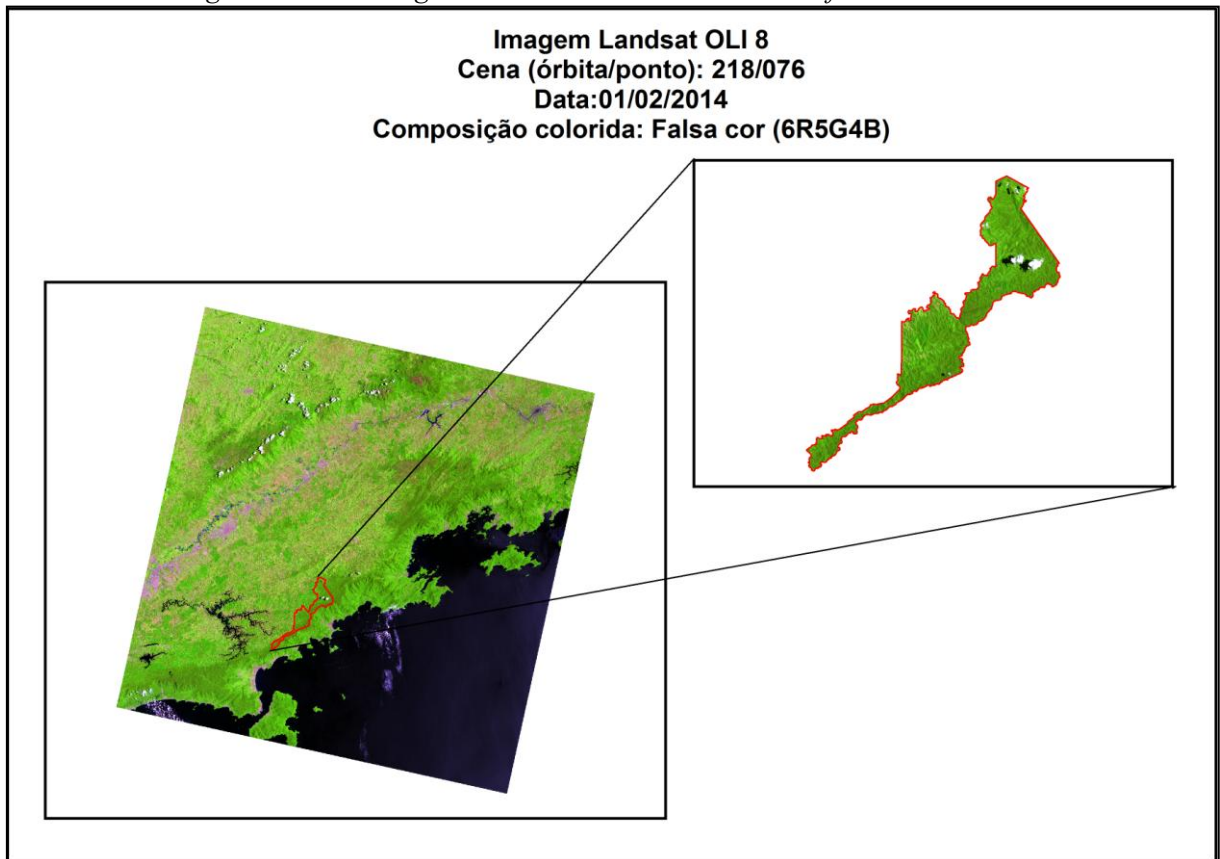 Imagem Landsat OLI 8
Cena (órbita/ponto): 218/076
Data:01/02/2014
Composição colorida: Falsa cor (6R5G4B)